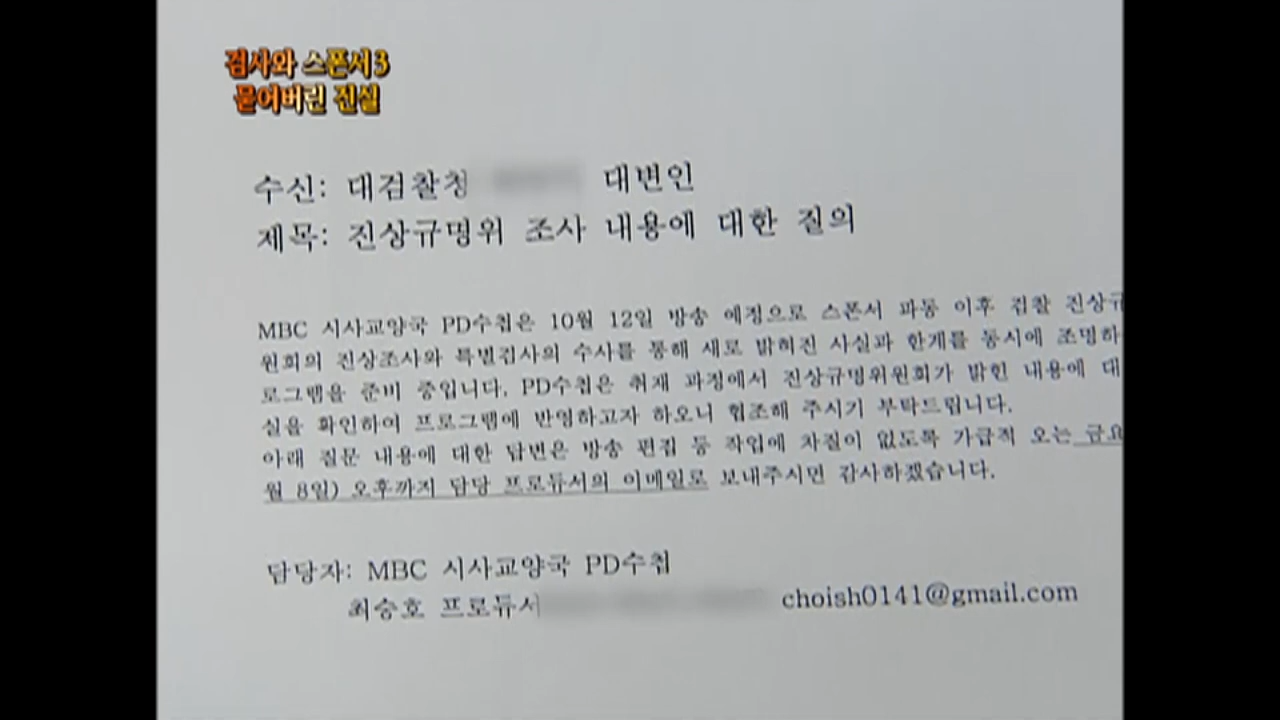 검사와 스폰서3
묻어버린 진실
수신: 대검찰청 대변인
제목: 진상규명위 조사 내용에 대한 질의
MBC 시사교양국 PD수첩은 10월 12일 방송 예정으로 스폰서 파동 이후 검찰 진상규
원회의 진상조사와 특별검사의 수사를 통해 새로 밝혀진 사실과 한계를 동시에 조명하
로그램을 준비 중입니다. PD수첩은 취재 과정에서 진상규명위원회가 밝힌 내용에 대
실을 확인하여 프로그램에 반영하고자 하오니 협조해 주시기 부탁드립니다.
아래 질문 내용에 대한 답변은 방송 편집 등 작업에 차질이 없도록 가급적 오는 금요
월 8일) 오후까지 담당 프로듀서의 이메일로 보내주시면 감사하겠습니다.
담당자: MBC 시사교양국 PD수첩
최승호 프로듀서 choish0141@gmail.com